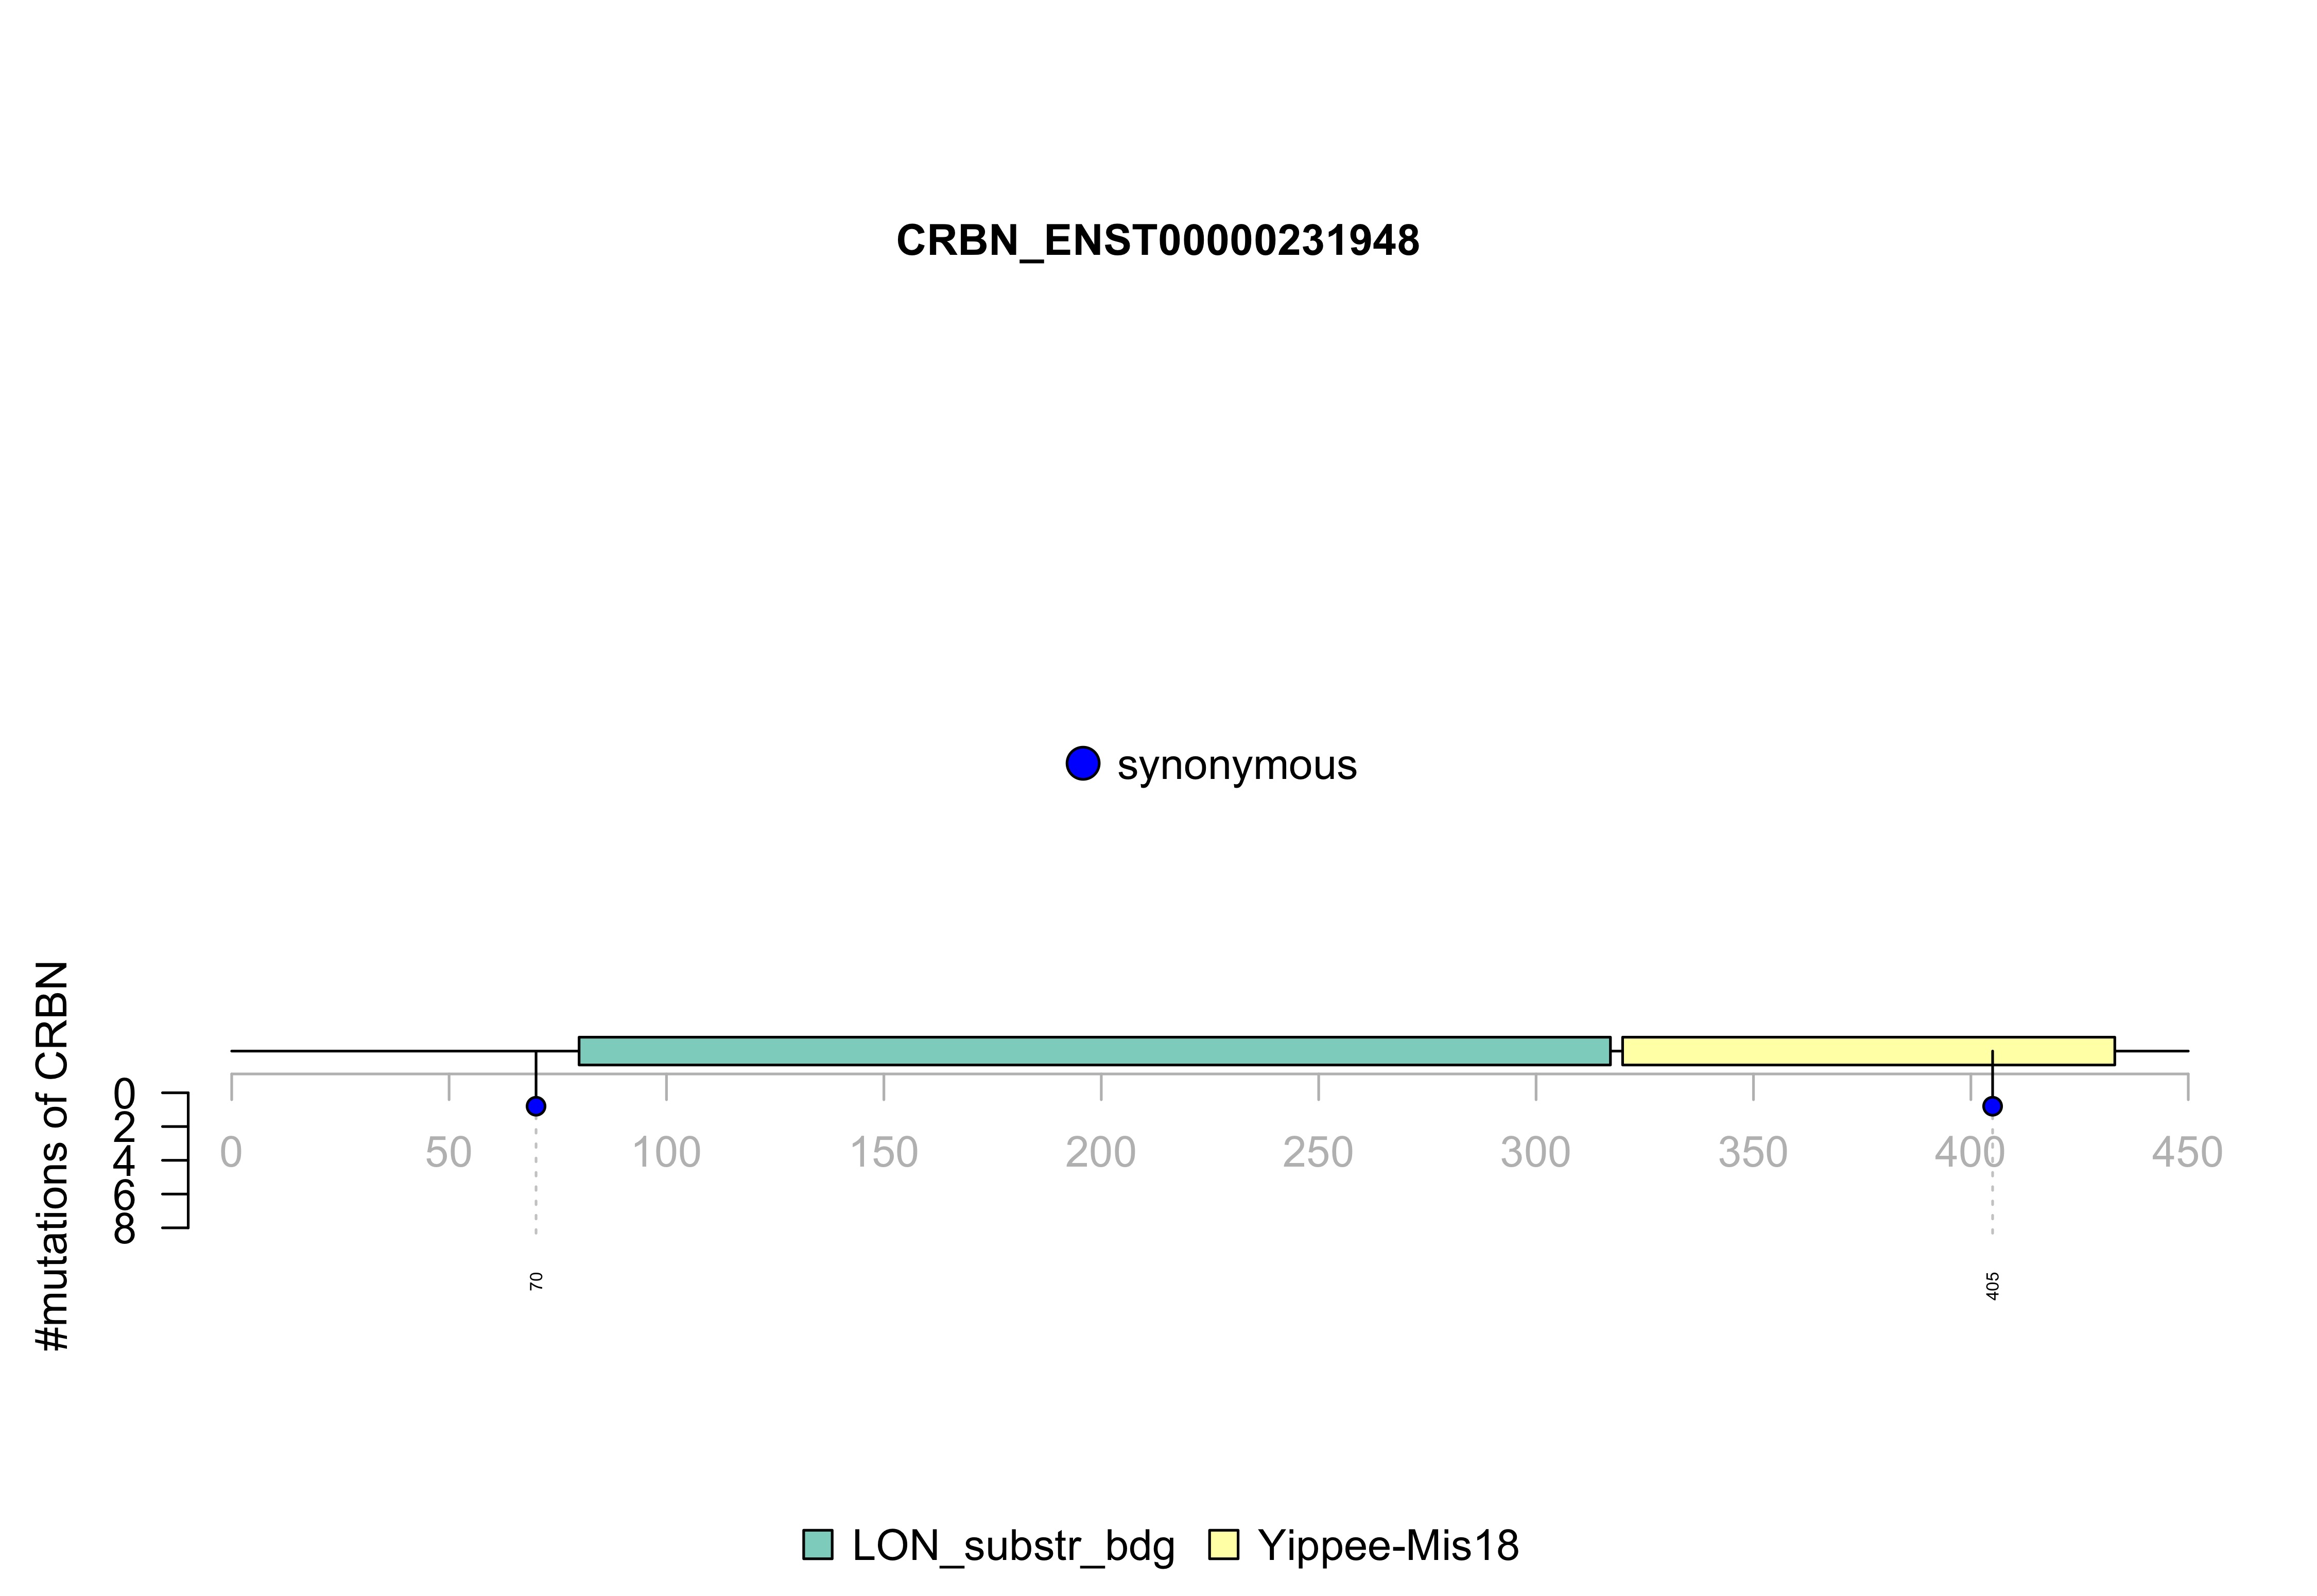 CRBN_ENST00000231948
synonymous
#mutations of CRBN
0
2
4
6
8
0 50 100 150 200 250 300 350 400 450
70 405
LON_substr_bdg Yippee-Mis18